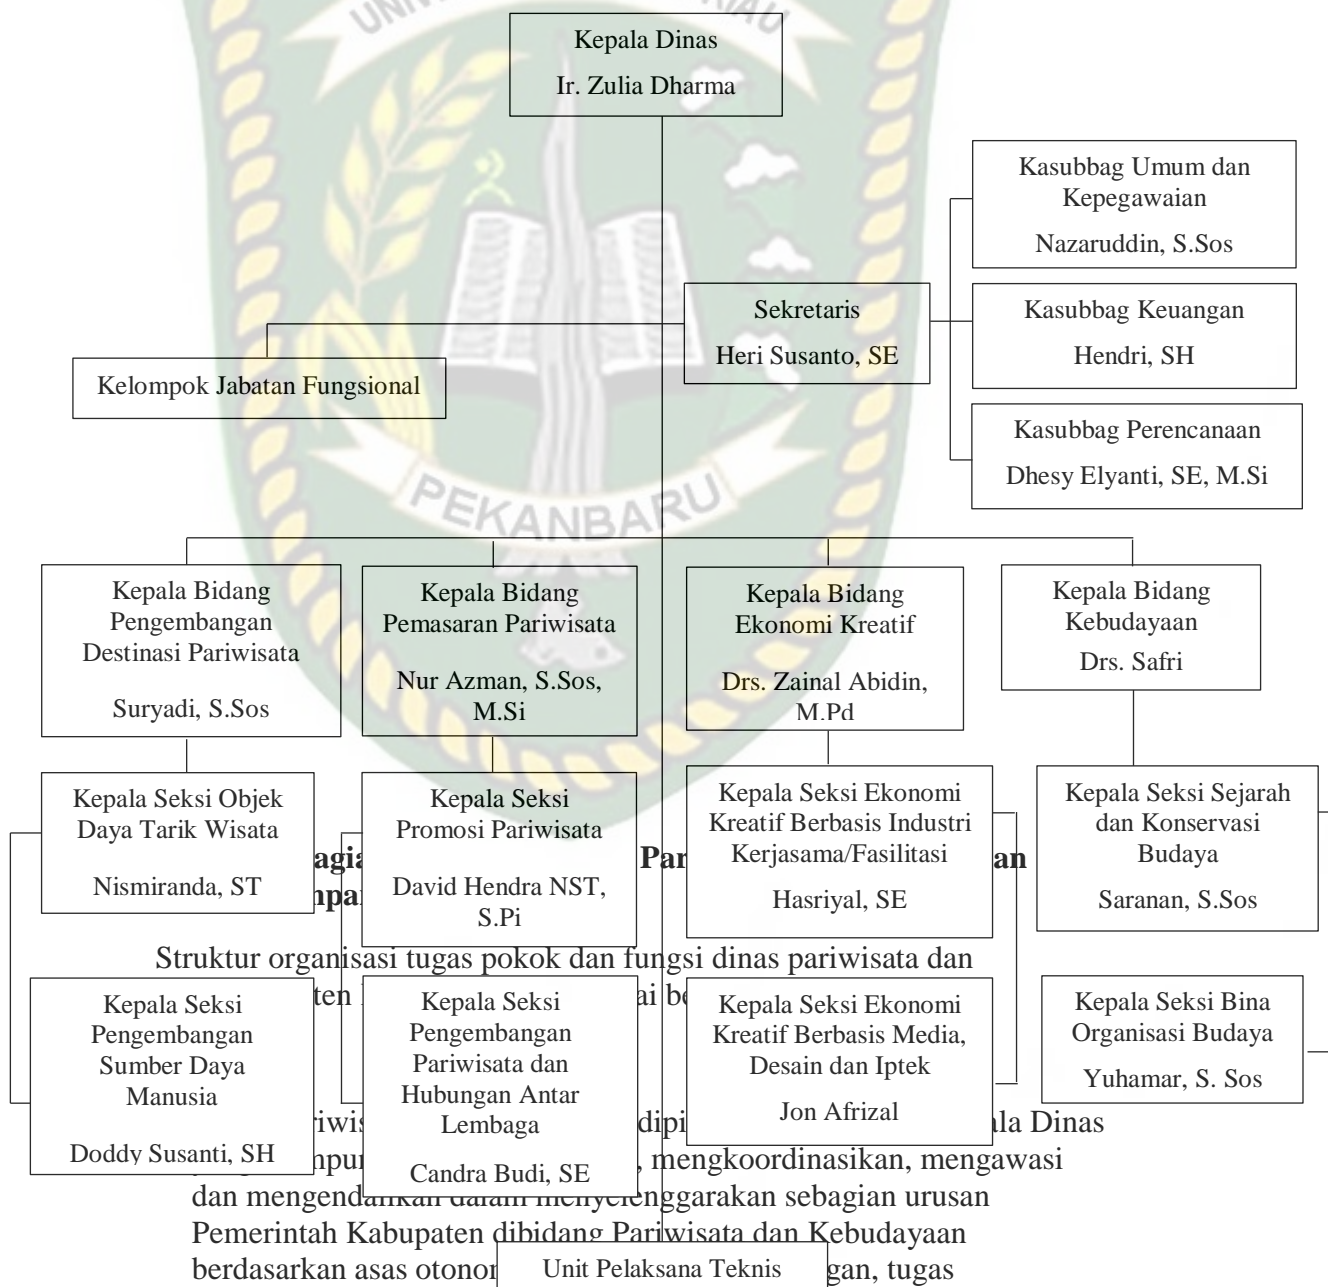 Kepala Dinas
Ir. Zulia Dharma
Kasubbag Umum dan
Kepegawaian
Nazaruddin, S.Sos
Sekretaris
Heri Susanto, SE
Kasubbag Keuangan
Hendri, SH
Kelompok Jabatan Fungsional
Kasubbag Perencanaan
Dhesy Elyanti, SE, M.Si
PEKANBARU
Kepala Bidang
Pengembangan
Destinasi Pariwisata
Suryadi, S.Sos
Kepala Bidang
Pemasaran Pariwisata
Nur Azman, S.Sos,
M.Si
Kepala Bidang
Ekonomi Kreatif
Drs. Zainal Abidin,
M.Pd
Kepala Bidang
Kebudayaan
Drs. Safri
Kepala Seksi Objek
Daya Tarik Wisata
Nismiranda, ST
Kepala Seksi
Promosi Pariwisata
David Hendra NST,
S.Pi
Kepala Seksi Ekonomi
Kreatif Berbasis Industri
Kerjasama/Fasilitasi
Hasriyal, SE
Kepala Seksi Sejarah
dan Konservasi
Budaya
Saranan, S.Sos
Struktur organisasi tugas pokok dan fungsi dinas pariwisata dan
Kepala Seksi
Pengembangan
Sumber Daya
Manusia
Doddy Susanti, SH
Kepala Seksi
Pengembangan
Pariwisata dan
Hubungan Antar
Lembaga
Candra Budi, SE
Kepala Seksi Ekonomi
Kreatif Berbasis Media,
Desain dan Iptek
Jon Afrizal
Kepala Seksi Bina
Organisasi Budaya
Yuhamar, S. Sos
Dinas
, mengkoordinasikan, mengawasi
dan mengendalikan dalam menyelenggarakan sebagian urusan
Pemerintah Kabupaten dibidang Pariwisata dan Kebudayaan
berdasarkan asas tugas
Unit Pelaksana Teknis